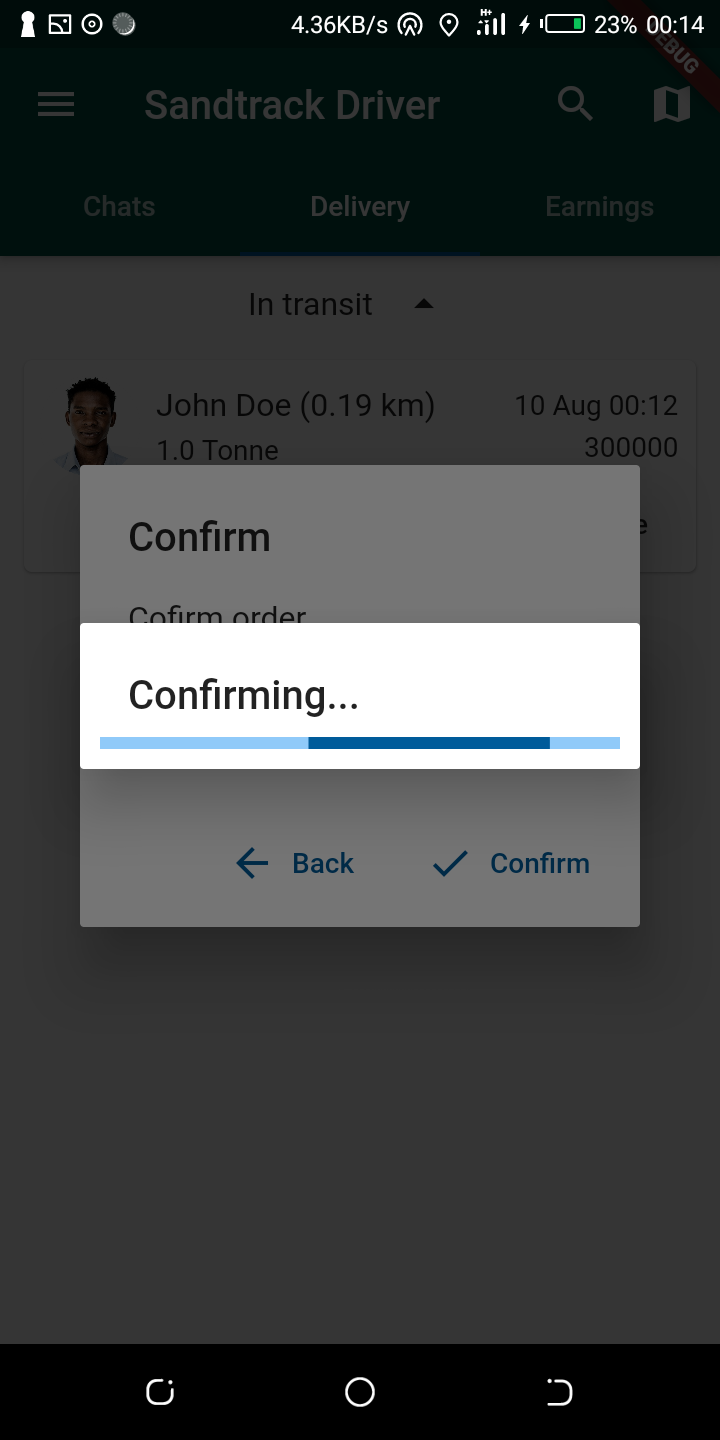 4.36KB/s H+ 23% 00:14
Sandtrack Driver
Chats Delivery Earnings
In transit
John Doe (0.19 km) 10 Aug 00:12
1.0 Tonne 300000
Confirm
Cofirm order
Confirming...
Back Confirm